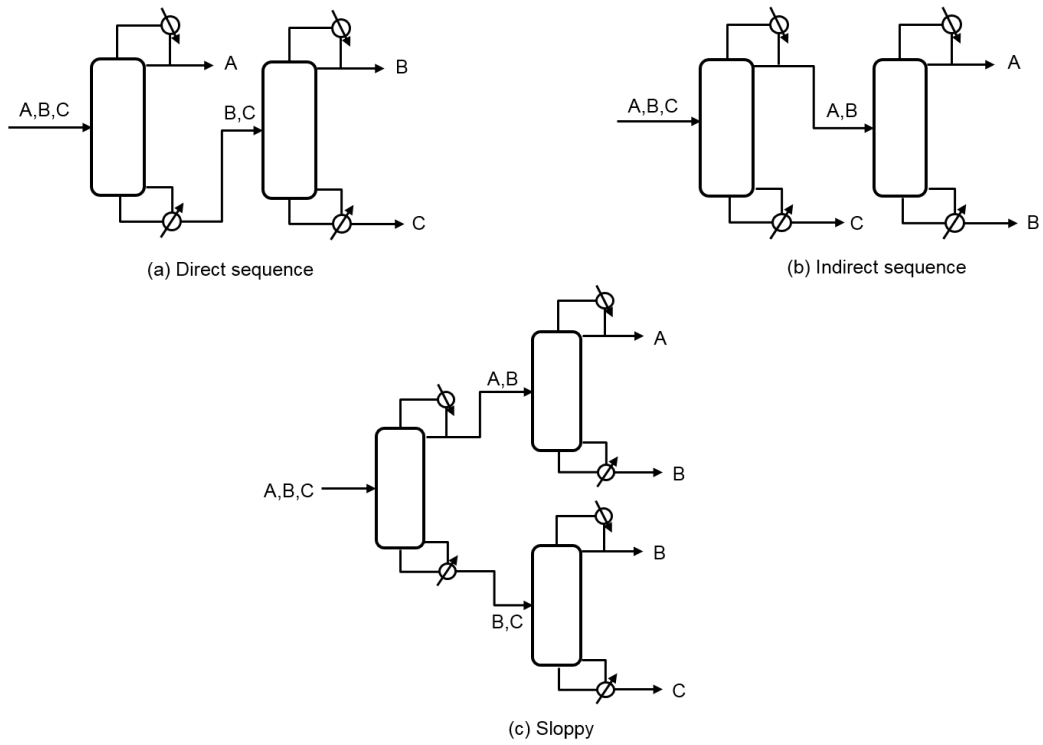 A
A,B,C
B,C
B
C
(a) Direct sequence
A
A,B,C
A,B
C
B
(b) Indirect sequence
A
A,B
B
A,B,C
B
B,C
C
(c) Sloppy